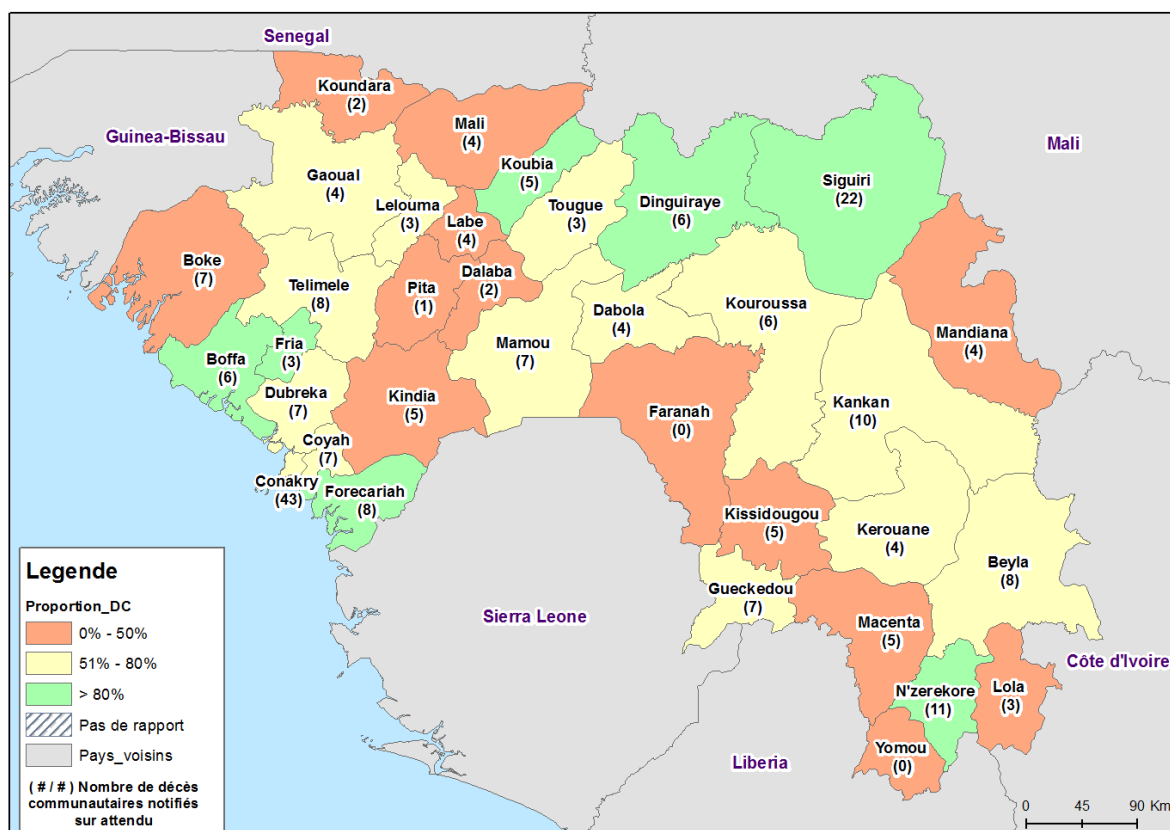 Senegal
Koundara
(2)
Mali
(4)
Guinea-Bissau
Mali
Koubia
(5)
Gaoual
(4)
Siguiri
(22)
Lelouma
(3)
Tougue
(3)
Dinguiraye
(6)
Labe
(4)
Boke
(7)
Dalaba
(2)
Telimele
(8)
Pita
(1)
Kouroussa
(6)
Dabola
(4)
Mandiana
(4)
Fria
(3)
Mamou
(7)
Boffa
(6)
Dubreka
(7)
Kindia
(5)
Kankan
(10)
Faranah
(0)
Coyah
(7)
Conakry
(43)
Forecariah
(8)
Kissidougou
(5)
Kerouane
(4)
Beyla
(8)
Gueckedou
(7)
Sierra Leone
Macenta
(5)
Côte d'Ivoire
N'zerekore
(11)
Lola
(3)
Yomou
(0)
Liberia
Legende
Proportion_DC
0% - 50%
51% - 80%
> 80%
Pas de rapport
Pays_voisins
( # / # ) Nombre de décès
communautaires notifiés
sur attendu
0 45 90 Km